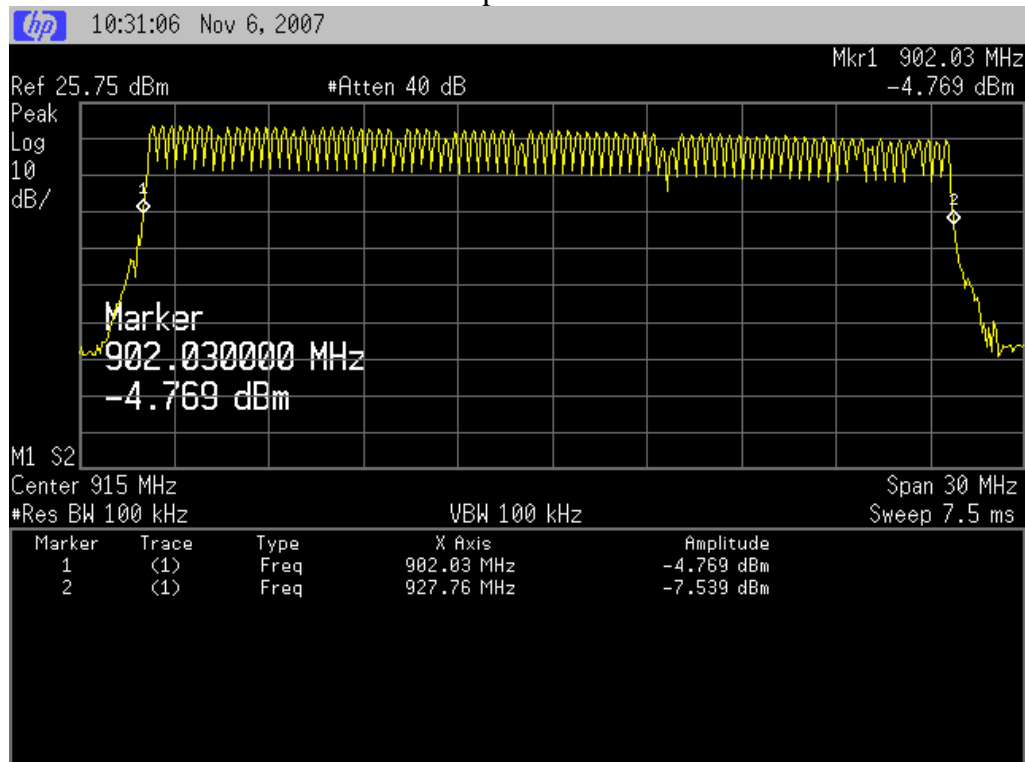 hp 10:31:06 Nov 6, 2007
Mkr1 902.03 MHz
Ref 25.75 dBm #Atten 40 dB -4.769 dBm
Peak
Log
10
dB/
1
2
Marker
902.030000 MHz
-4.769 dBm
M1 S2
Center 915 MHz Span 30 MHz
#Res BW 100 kHz VBW 100 kHz Sweep 7.5 ms
Marker Trace Type X Axis Amplitude
1 (1) Freq 902.03 MHz -4.769 dBm
2 (1) Freq 927.76 MHz -7.539 dBm